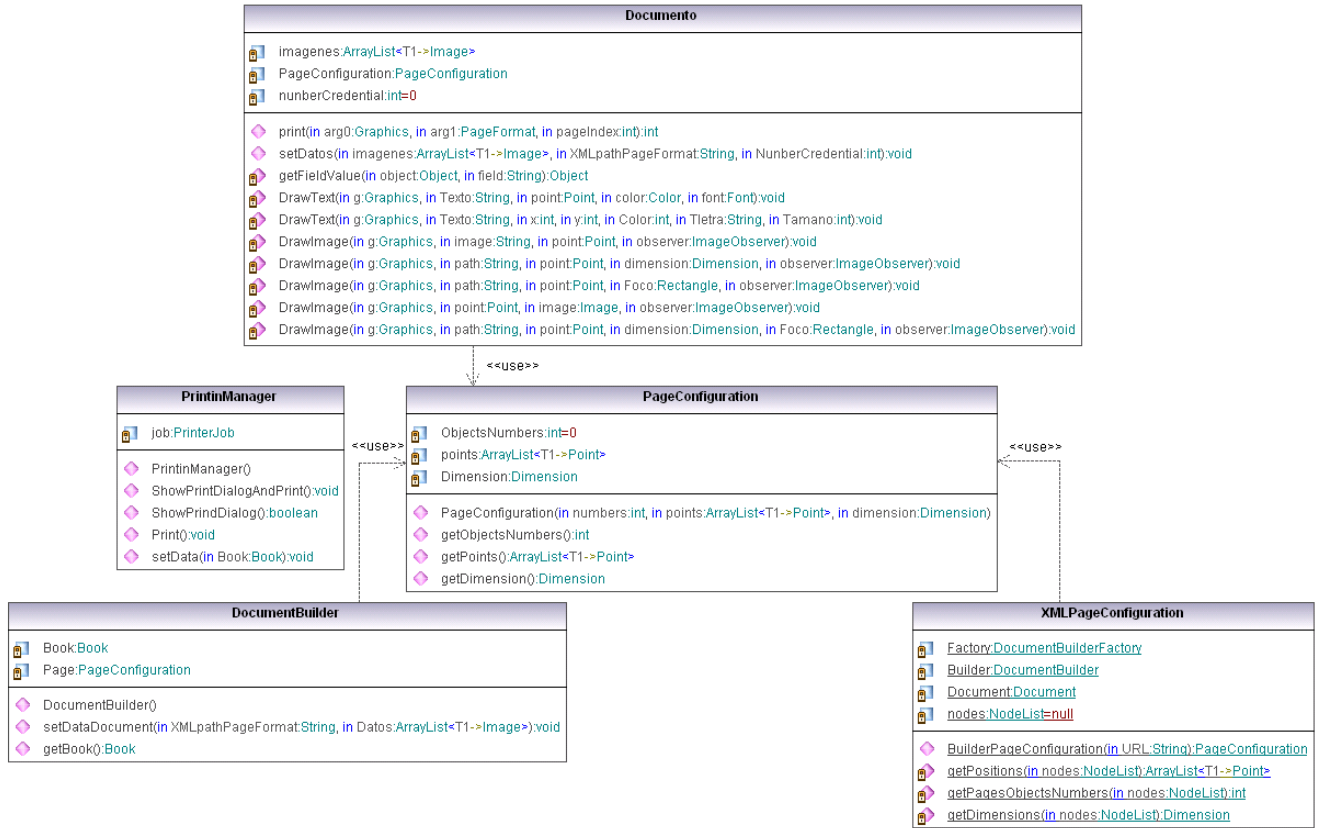 Documento
imagenes:ArrayList<T1->Image>
PageConfiguration:PageConfiguration
nunberCredential:int=0
print(in arg0:Graphics, in arg1:PageFormat, in pageIndex:int):int
setDatos(in imagenes:ArrayList<T1->Image>, in XMLpathPageFormat:String, in NunberCredential:int):void
getFieldValue(in object:Object, in field:String):Object
DrawText(in g:Graphics, in Texto:String, in point:Point, in color:Color, in font:Font):void
DrawText(in g:Graphics, in Texto:String, in x:int, in y:int, in Color:int, in Tletra:String, in Tamano:int):void
DrawImage(in g:Graphics, in image:String, in point:Point, in observer:ImageObserver):void
DrawImage(in g:Graphics, in path:String, in point:Point, in dimension:Dimension, in observer:ImageObserver):void
DrawImage(in g:Graphics, in path:String, in point:Point, in Foco:Rectangle, in observer:ImageObserver):void
DrawImage(in g:Graphics, in point:Point, in image:Image, in observer:ImageObserver):void
DrawImage(in g:Graphics, in path:String, in point:Point, in dimension:Dimension, in Foco:Rectangle, in observer:ImageObserver):void
<<use>>
PrintinManager
job:PrinterJob
PrintinManager()
ShowPrintDialogAndPrint():void
ShowPrindDialog():boolean
Print():void
setData(in Book:Book):void
<<use>>
PageConfiguration
ObjectsNumbers:int=0
points:ArrayList<T1->Point>
Dimension:Dimension
PageConfiguration(in numbers:int, in points:ArrayList<T1->Point>, in dimension:Dimension)
getObjectsNumbers():int
getPoints():ArrayList<T1->Point>
getDimension():Dimension
<<use>>
DocumentBuilder
Book:Book
Page:PageConfiguration
DocumentBuilder()
setDataDocument(in XMLpathPageFormat:String, in Datos:ArrayList<T1->Image>):void
getBook():Book
XMLPageConfiguration
Factory:DocumentBuilderFactory
Builder:DocumentBuilder
Document:Document
nodes:NodeList=null
BuilderPageConfiguration(in URL:String):PageConfiguration
getPositions(in nodes:NodeList):ArrayList<T1->Point>
getPagesObjectsNumbers(in nodes:NodeList):int
getDimensions(in nodes:NodeList):Dimension